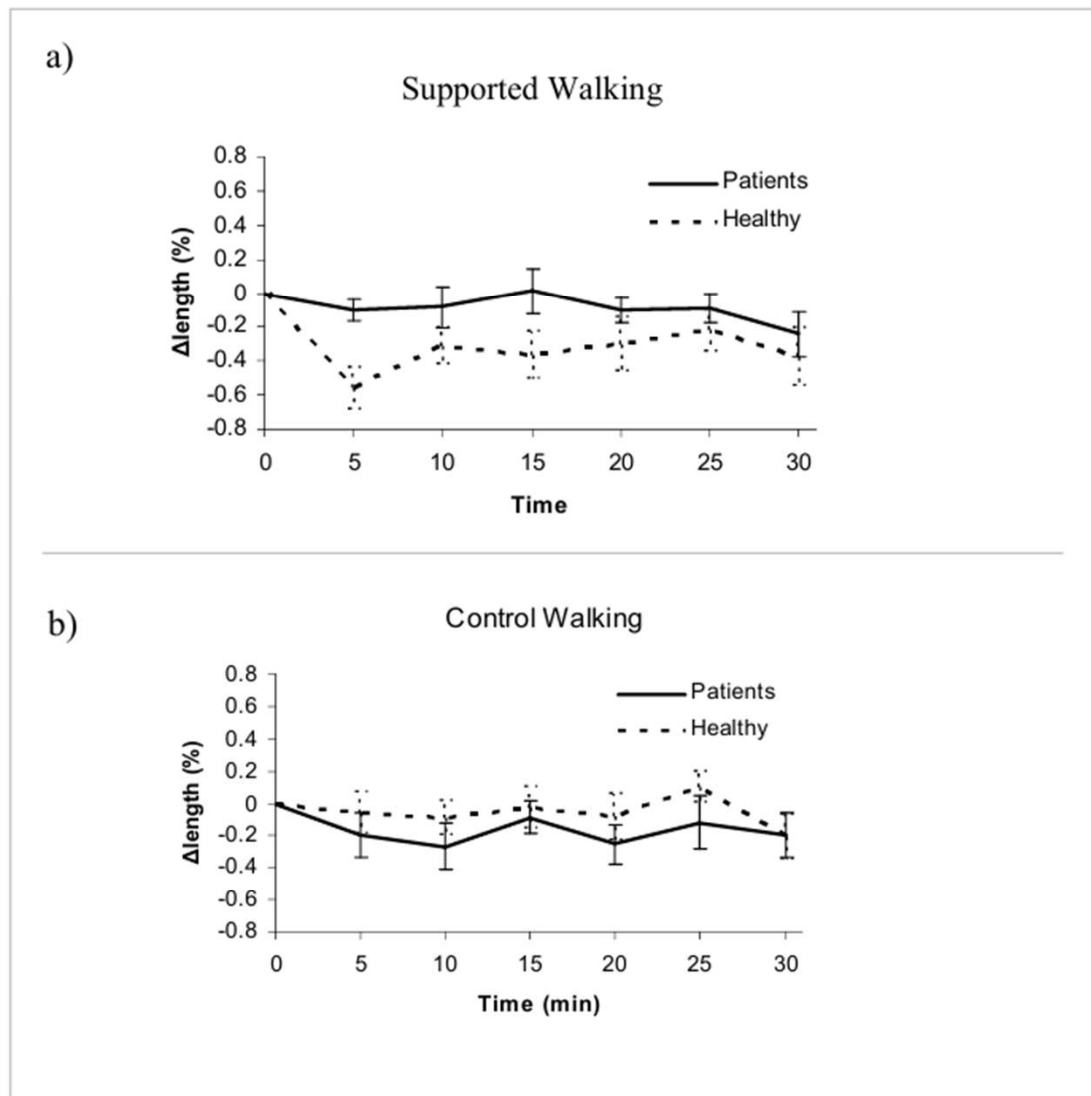 a)
Supported Walking
0.8
0.6
0.4
0.2
0
-0.2
-0.4
-0.6
-0.8
Δlength (%)
Patients
Healthy
0 5 10 15 20 25 30
Time
b)
Control Walking
0.8
0.6
0.4
0.2
0
-0.2
-0.4
-0.6
-0.8
Δlength (%)
Patients
Healthy
0 5 10 15 20 25 30
Time (min)